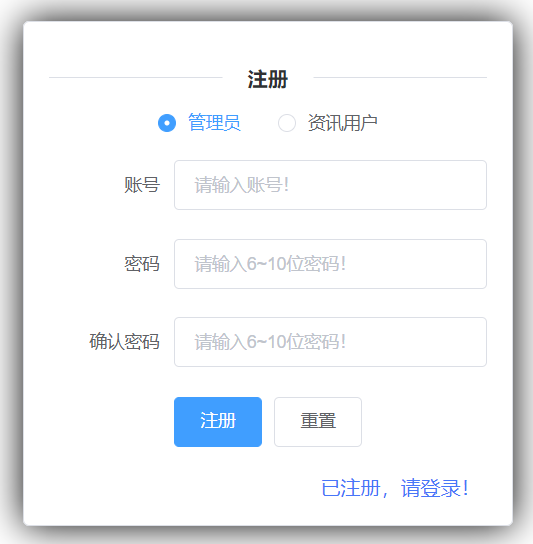 注册
管理员 资讯用户
账号 请输入账号!
密码 请输入6~10位密码!
确认密码 请输入6~10位密码!
注册 重置
已注册，请登录!